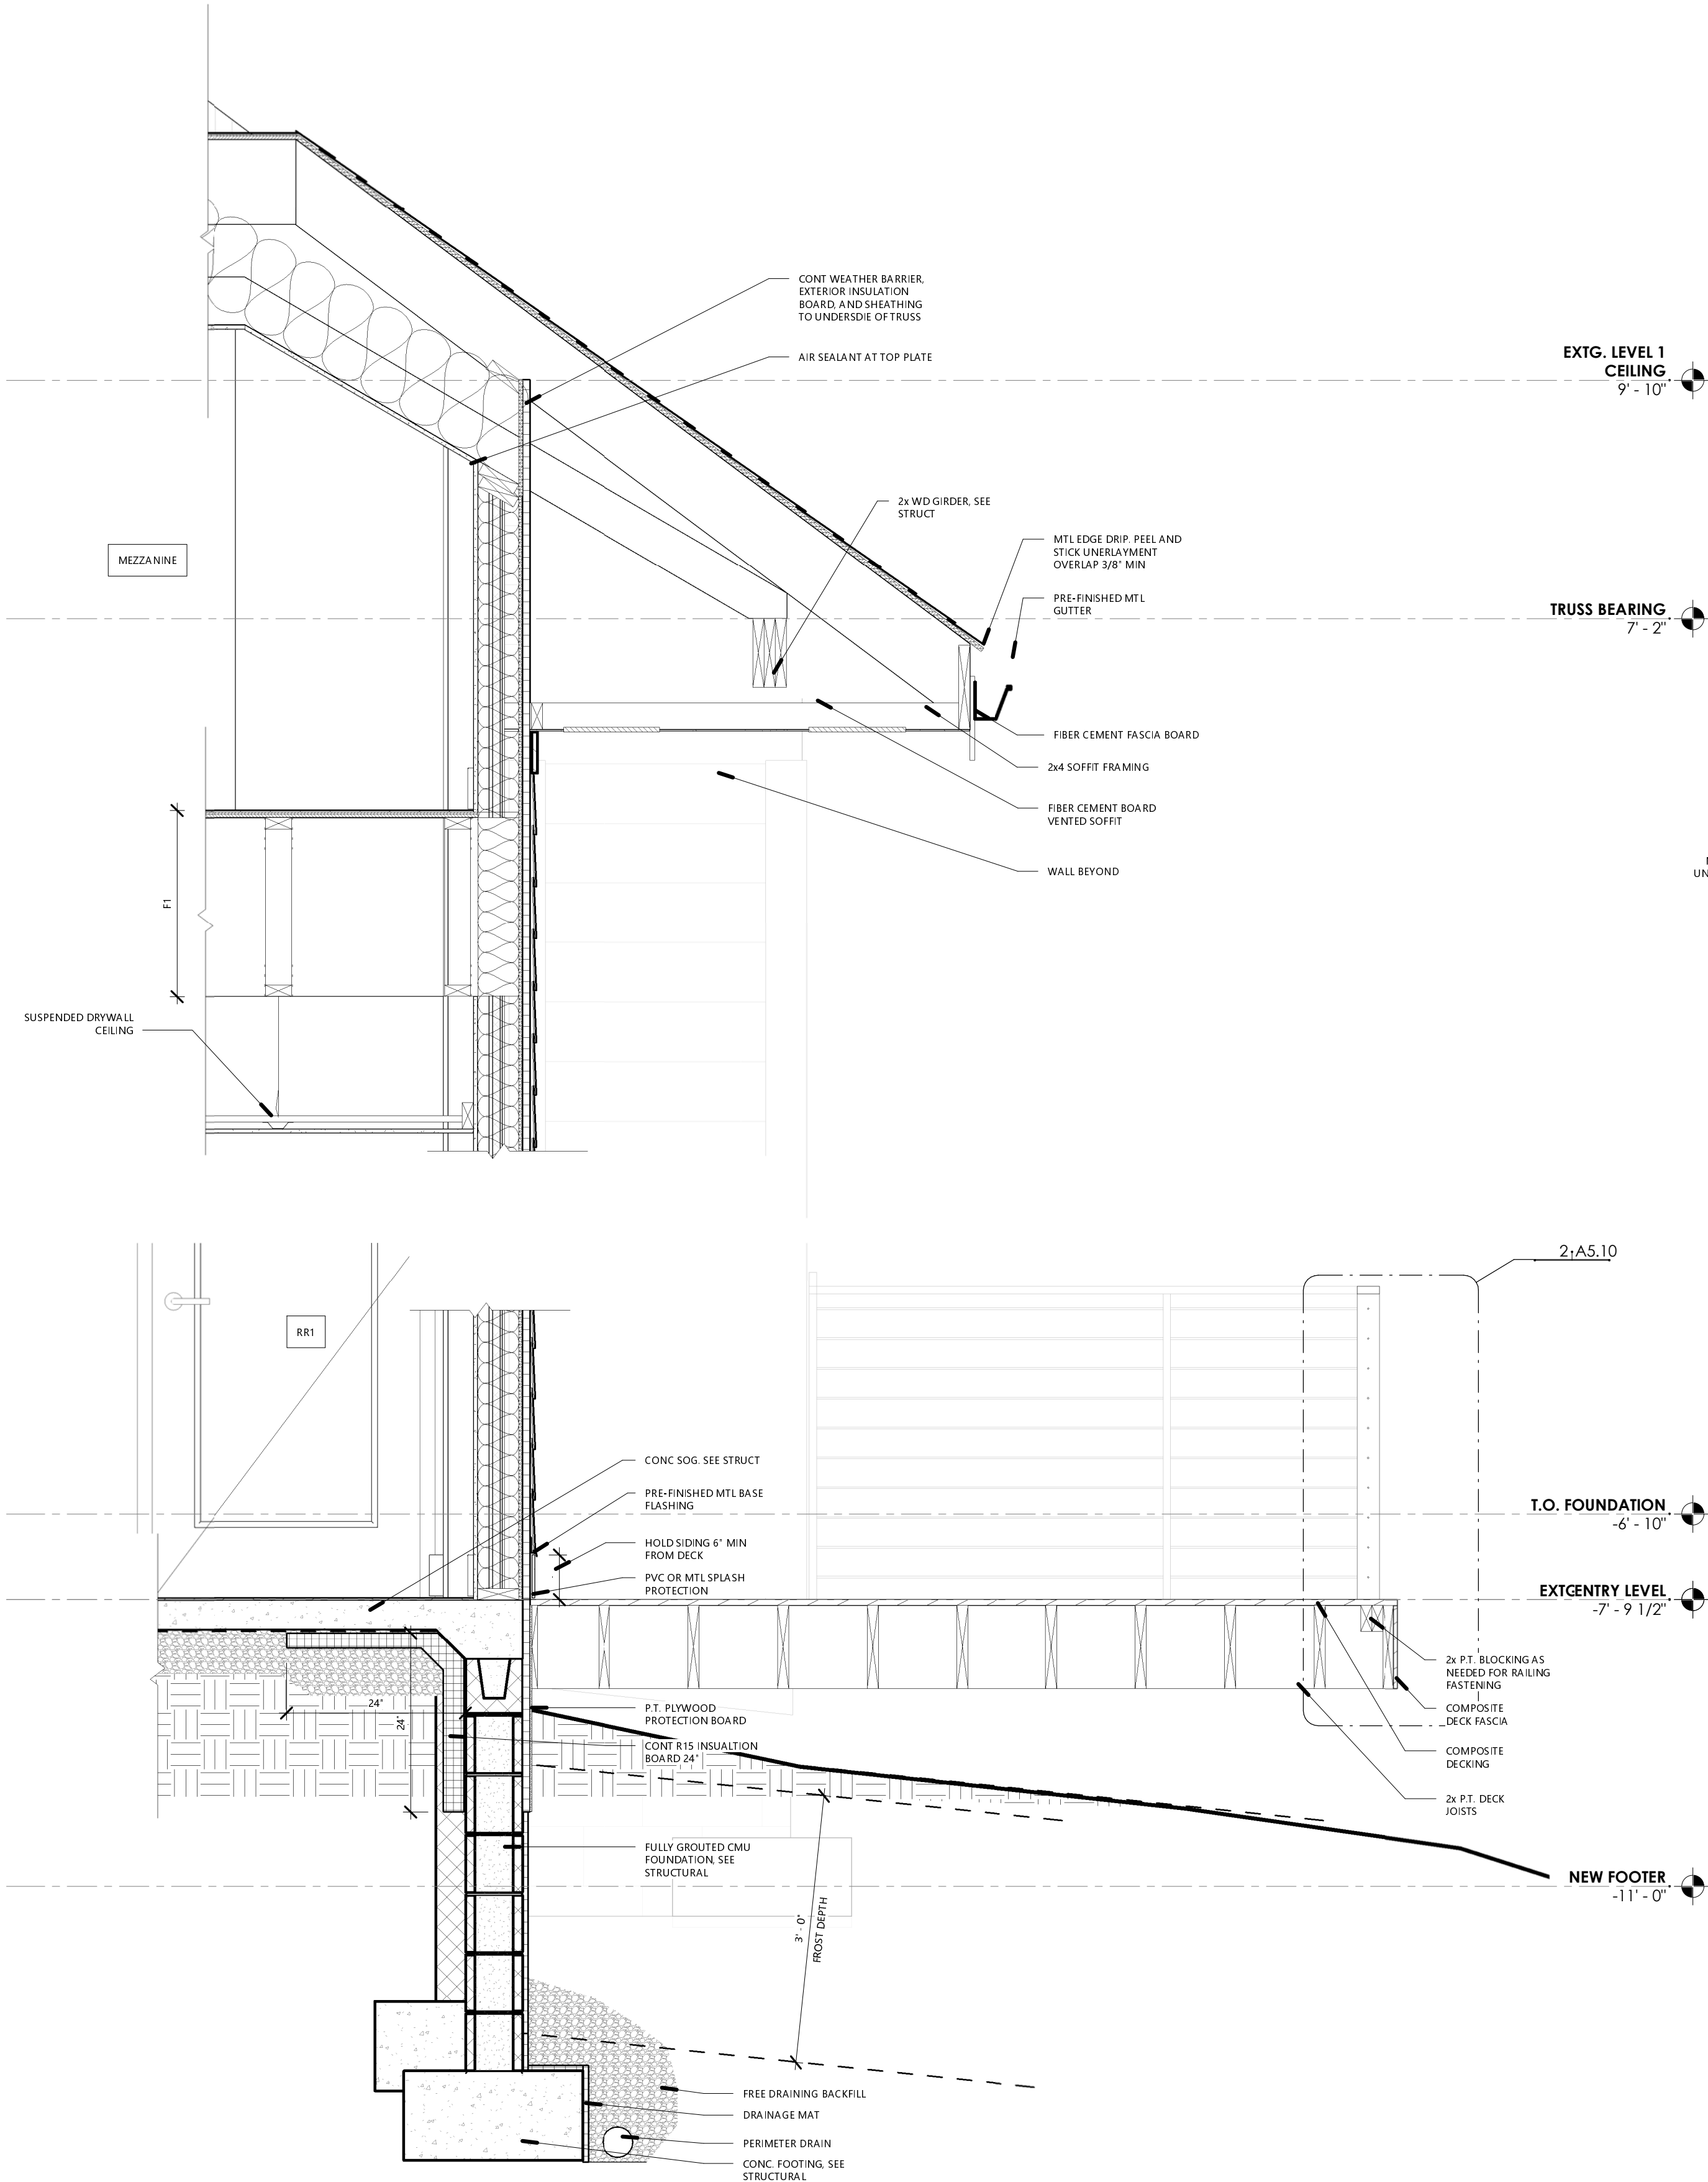 CONT WEATHER BARRIER,
EXTERIOR INSULATION
BOARD, AND SHEATHING
TO UNDERSDIE OF TRUSS
AIR SEALANT AT TOP PLATE
EXTG. LEVEL 1
CEILING
9' - 10"
2x WD GIRDER, SEE
STRUCT
MTL EDGE DRIP. PEEL AND
STICK UNERLAYMENT
OVERLAP 3/8" MIN
MEZZANINE
PRE-FINISHED MTL
GUTTER
TRUSS BEARING
7' - 2"
FIBER CEMENT FASCIA BOARD
2x4 SOFFIT FRAMING
FIBER CEMENT BOARD
VENTED SOFFIT
WALL BEYOND
UN
F1
SUSPENDED DRYWALL
CEILING
2 A5.10
RR1
CONC SOG. SEE STRUCT
PRE-FINISHED MTL BASE
FLASHING
HOLD SIDING 6" MIN
FROM DECK
PVC OR MTL SPLASH
PROTECTION
T.O. FOUNDATION
-6' - 10"
ENTRY LEVEL
-7' - 9 1/2"
2x P.T. BLOCKING AS
NEEDED FOR RAILING
FASTENING
COMPOSITE
DECK FASCIA
COMPOSITE
DECKING
2x P.T. DECK
JOISTS
24"
24"
P.T. PLYWOOD
PROTECTION BOARD
CONT R15 INSUALTION
BOARD 24"
FULLY GROUTED CMU
FOUNDATION, SEE
STRUCTURAL
NEW FOOTER
-11' - 0"
3' - 0"
FROST DEPTH
FREE DRAINING BACKFILL
DRAINAGE MAT
PERIMETER DRAIN
CONC. FOOTING, SEE
STRUCTURAL